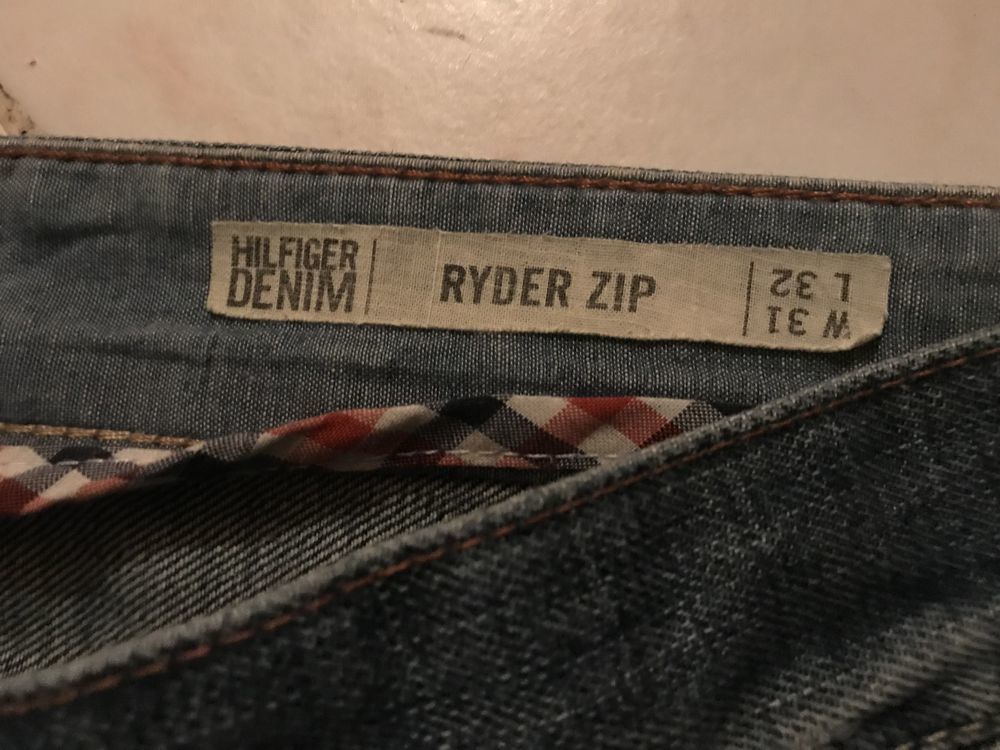 HILFIGER
DENIM
RYDER ZIP
W 31
L 32